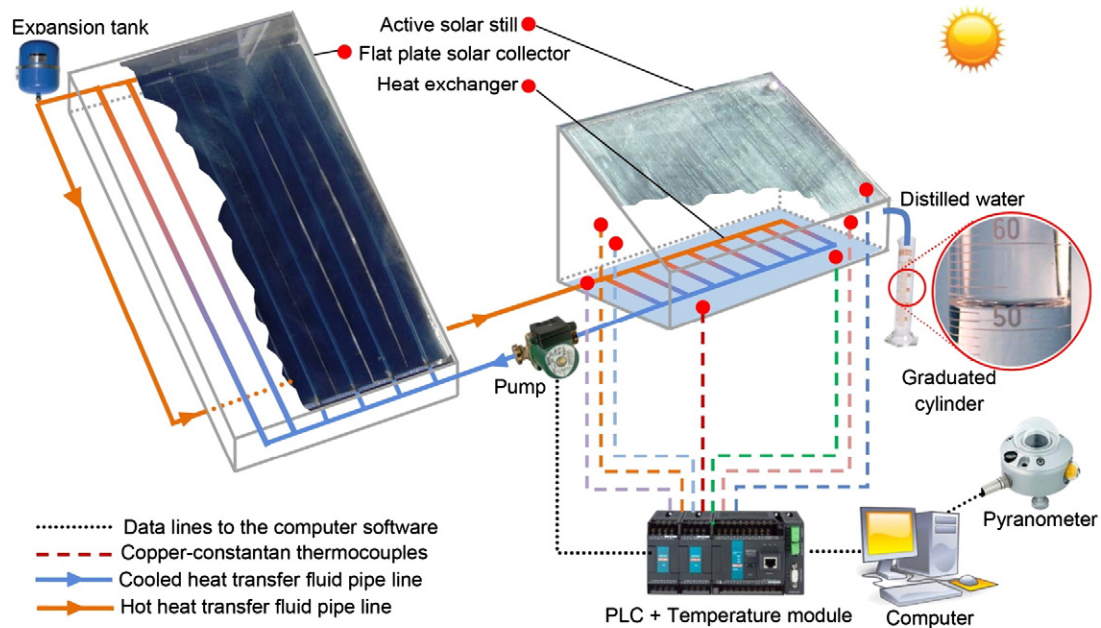 Expansion tank
Active solar still
Flat plate solar collector
Heat exchanger
Distilled water
60
50
Pump
Graduated
cylinder
Pyranometer
Data lines to the computer software
Copper-constantan thermocouples
Cooled heat transfer fluid pipe line
Hot heat transfer fluid pipe line
PLC + Temperature module
Computer